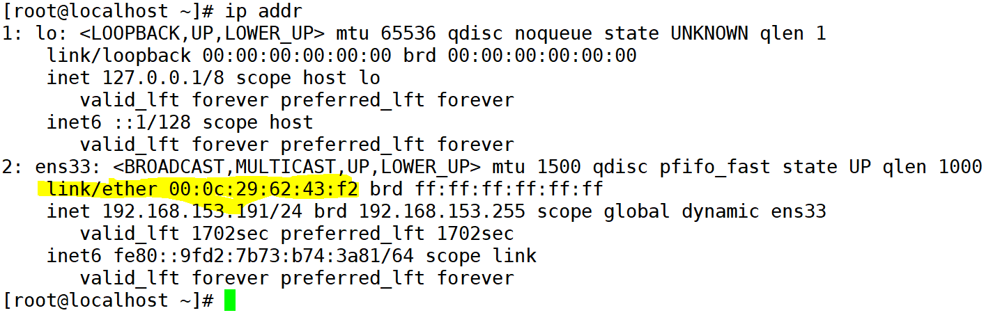 [root@localhost ~]# ip addr
1: lo: <LOOPBACK,UP,LOWER_UP> mtu 65536 qdisc noqueue state UNKNOWN qlen 1
    link/loopback 00:00:00:00:00:00 brd 00:00:00:00:00:00
    inet 127.0.0.1/8 scope host lo
       valid_lft forever preferred_lft forever
    inet6 ::1/128 scope host
       valid_lft forever preferred_lft forever
2: ens33: <BROADCAST,MULTICAST,UP,LOWER_UP> mtu 1500 qdisc pfifo_fast state UP qlen 1000
    link/ether 00:0c:29:62:43:f2 brd ff:ff:ff:ff:ff:ff
    inet 192.168.153.191/24 brd 192.168.153.255 scope global dynamic ens33
       valid_lft 1702sec preferred_lft 1702sec
    inet6 fe80::9fd2:7b73:b74:3a81/64 scope link
       valid_lft forever preferred_lft forever
[root@localhost ~]#